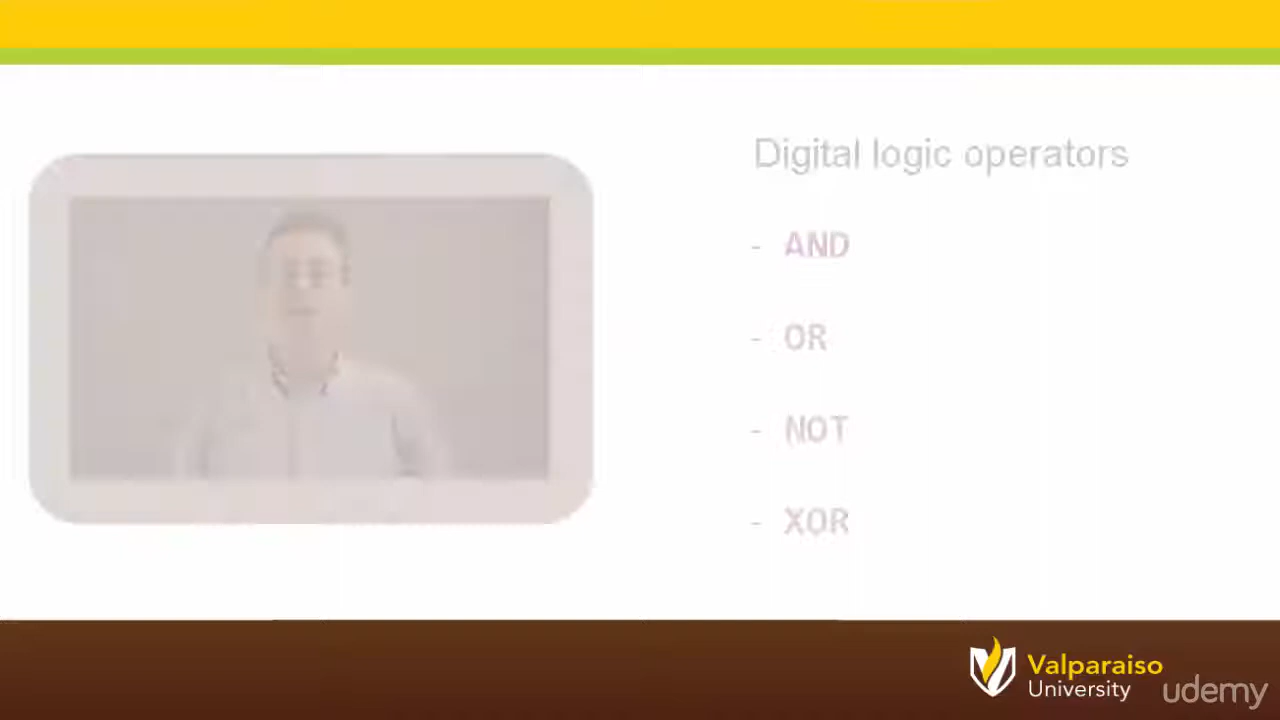 Digital logic operators
- AND
- OR
- NOT
- XOR
Valparaiso
University
udemy